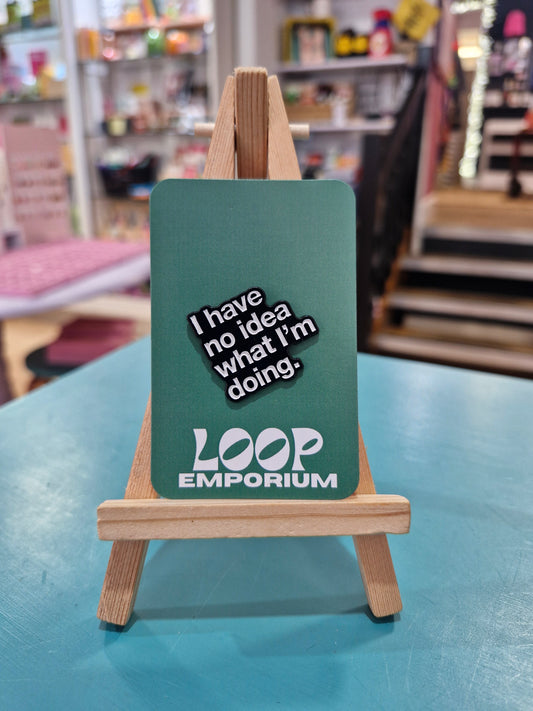 I have
no idea
what I'm
doing.
LOOP
EMPORIUM